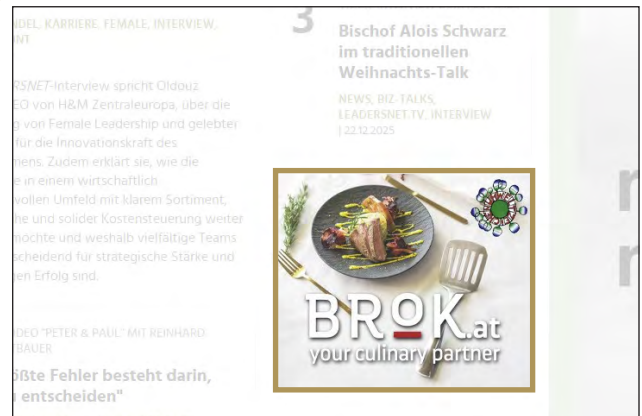 NDEL, KARRIERE, FEMALE, INTERVIEW,
RSNET-Interview spricht Oldouz
EO von H&M Zentraleuropa, über die
g von Female Leadership und gelebter
für die Innovationskraft des
mens. Zudem erklärt sie, wie die
e in einem wirtschaftlich
vollen Umfeld mit klarem Sortiment,
he und solider Kostensteuerung weiter
möchte und weshalb vielfältige Teams
scheidend für strategische Stärke und
en Erfolg sind.
DEO "PETER & PAUL" MIT REINHARD
BAUER
ößte Fehler besteht darin,
entscheiden"
3
Bischof Alois Schwarz
im traditionellen
Weihnachts-Talk
NEWS, BIZ-TALKS,
LEADERSNET.TV, INTERVIEW
| 22.12.2025
BROK.at
your culinary partner